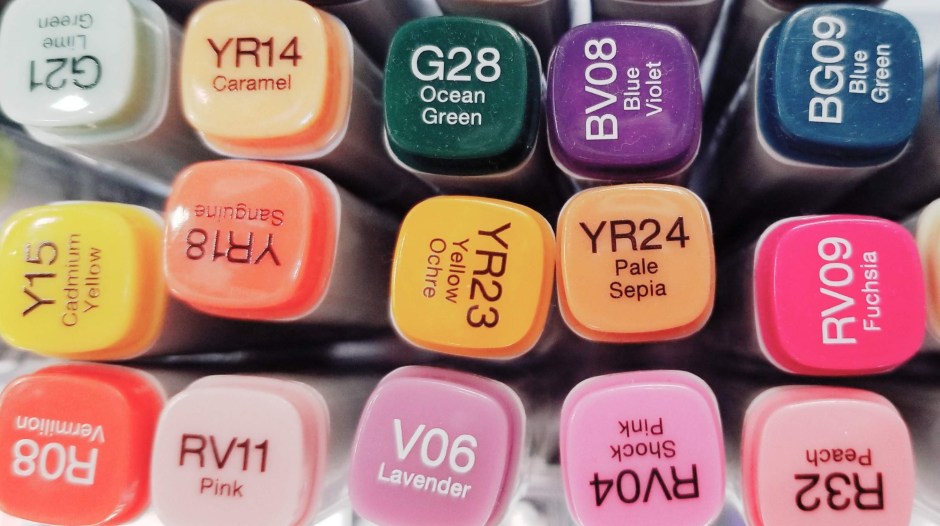 G21
Lime
Green
YR14
Caramel
G28
Ocean
Green
BV08
Blue
Violet
BG09
Blue
Green
Y15
Cadmium
Yellow
YR18
Sanguine
YR23
Yellow
Ochre
YR24
Pale
Sepia
RV09
Fuchsia
R08
Vermilion
RV11
Pink
V06
Lavender
RV04
Shock
Pink
R32
Peach